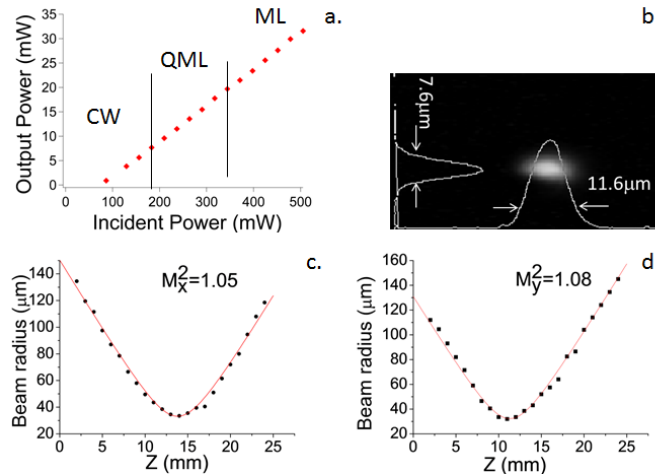 a.
ML
QML
CW
Output Power (mW)
35
30
25
20
15
10
5
0
0 100 200 300 400 500
Incident Power (mW)
b
7.6μm
11.6μm
c.
M²x=1.05
Beam radius (μm)
140
120
100
80
60
40
20
0 5 10 15 20 25
Z (mm)
d
M²y=1.08
Beam radius (μm)
160
140
120
100
80
60
40
20
0 5 10 15 20 25
Z (mm)